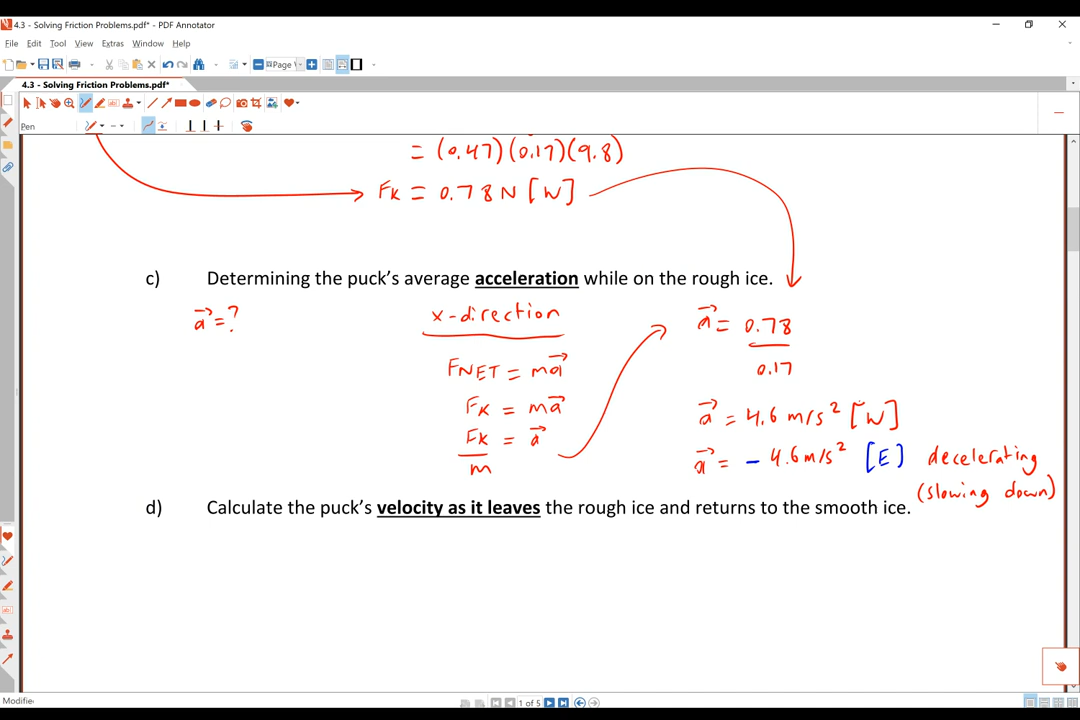 4.3 - Solving Friction Problems.pdf* - PDF Annotator
File Edit Tool View Extras Window Help
Page
4.3 - Solving Friction Problems.pdf*
Pen
= (0.47)(0.17)(9.8)
FK = 0.78 N [W]
c) Determining the puck's average acceleration while on the rough ice.
a = ?
x-direction
FNET = ma
FK = ma
FK = a
m
a = 0.78
0.17
a = 4.6 m/s² [W]
a = - 4.6 m/s² [E] decelerating
(slowing down)
d) Calculate the puck's velocity as it leaves the rough ice and returns to the smooth ice.
Modifie
1 of 5